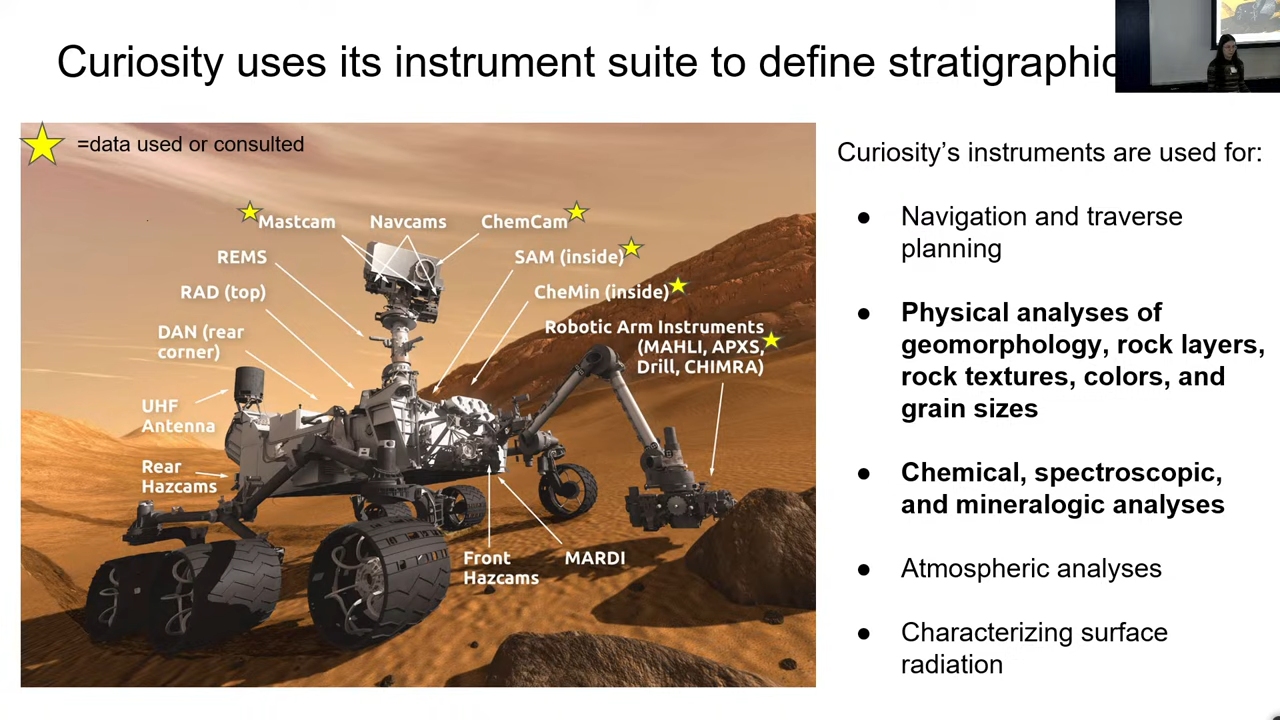 Curiosity uses its instrument suite to define stratigraphic
=data used or consulted
Mastcam
Navcams
ChemCam
REMS
SAM (inside)
RAD (top)
CheMin (inside)
DAN (rear
corner)
Robotic Arm Instruments
(MAHLI, APXS,
Drill, CHIMRA)
UHF
Antenna
Rear
Hazcams
Front
Hazcams
MARDI
Curiosity’s instruments are used for:
● Navigation and traverse
planning
● Physical analyses of
geomorphology, rock layers,
rock textures, colors, and
grain sizes
● Chemical, spectroscopic,
and mineralogic analyses
● Atmospheric analyses
● Characterizing surface
radiation